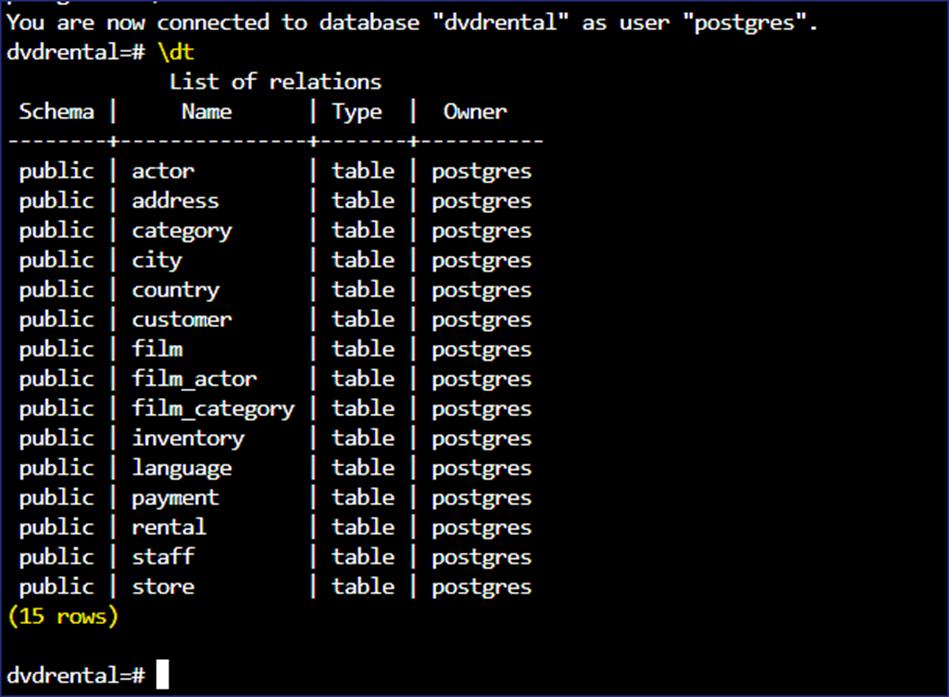 You are now connected to database "dvdrental" as user "postgres".
dvdrental=# \dt
             List of relations
 Schema |     Name      | Type  |  Owner
--------+---------------+-------+----------
 public | actor         | table | postgres
 public | address       | table | postgres
 public | category      | table | postgres
 public | city          | table | postgres
 public | country       | table | postgres
 public | customer      | table | postgres
 public | film          | table | postgres
 public | film_actor    | table | postgres
 public | film_category | table | postgres
 public | inventory     | table | postgres
 public | language      | table | postgres
 public | payment       | table | postgres
 public | rental        | table | postgres
 public | staff         | table | postgres
 public | store         | table | postgres
(15 rows)
dvdrental=#